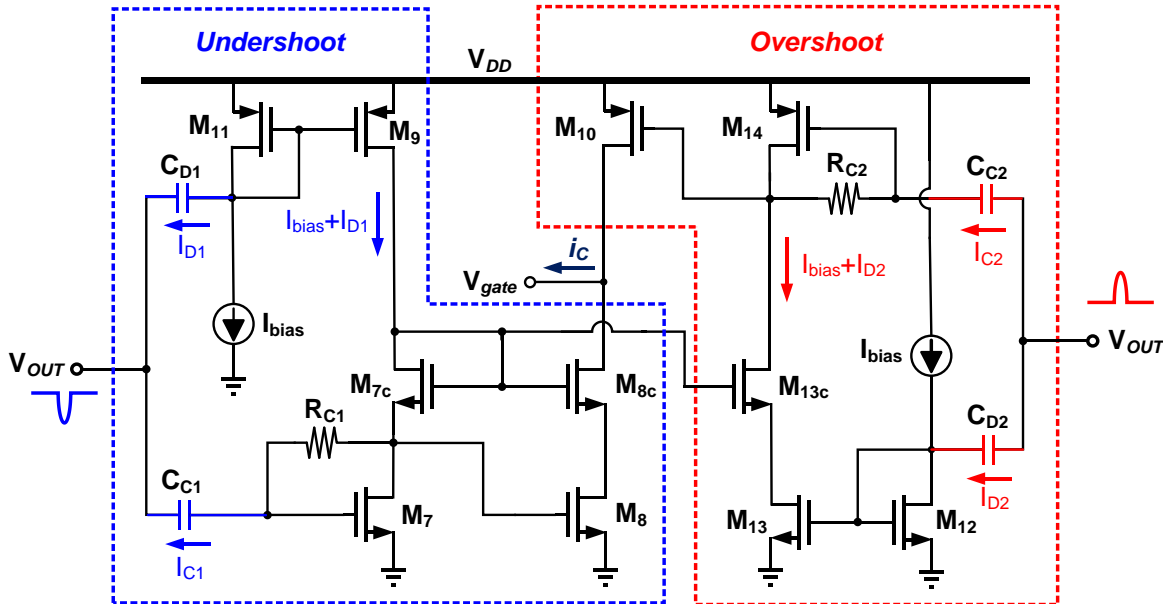 Undershoot
Overshoot
VDD
M11
M9
M10
M14
CD1
RC2
CC2
ID1
Ibias+ID1
iC
Ibias+ID2
IC2
Vgate
Ibias
VOUT
Ibias
VOUT
M7c
M8c
M13c
RC1
CD2
CC1
ID2
M7
M8
M13
M12
IC1